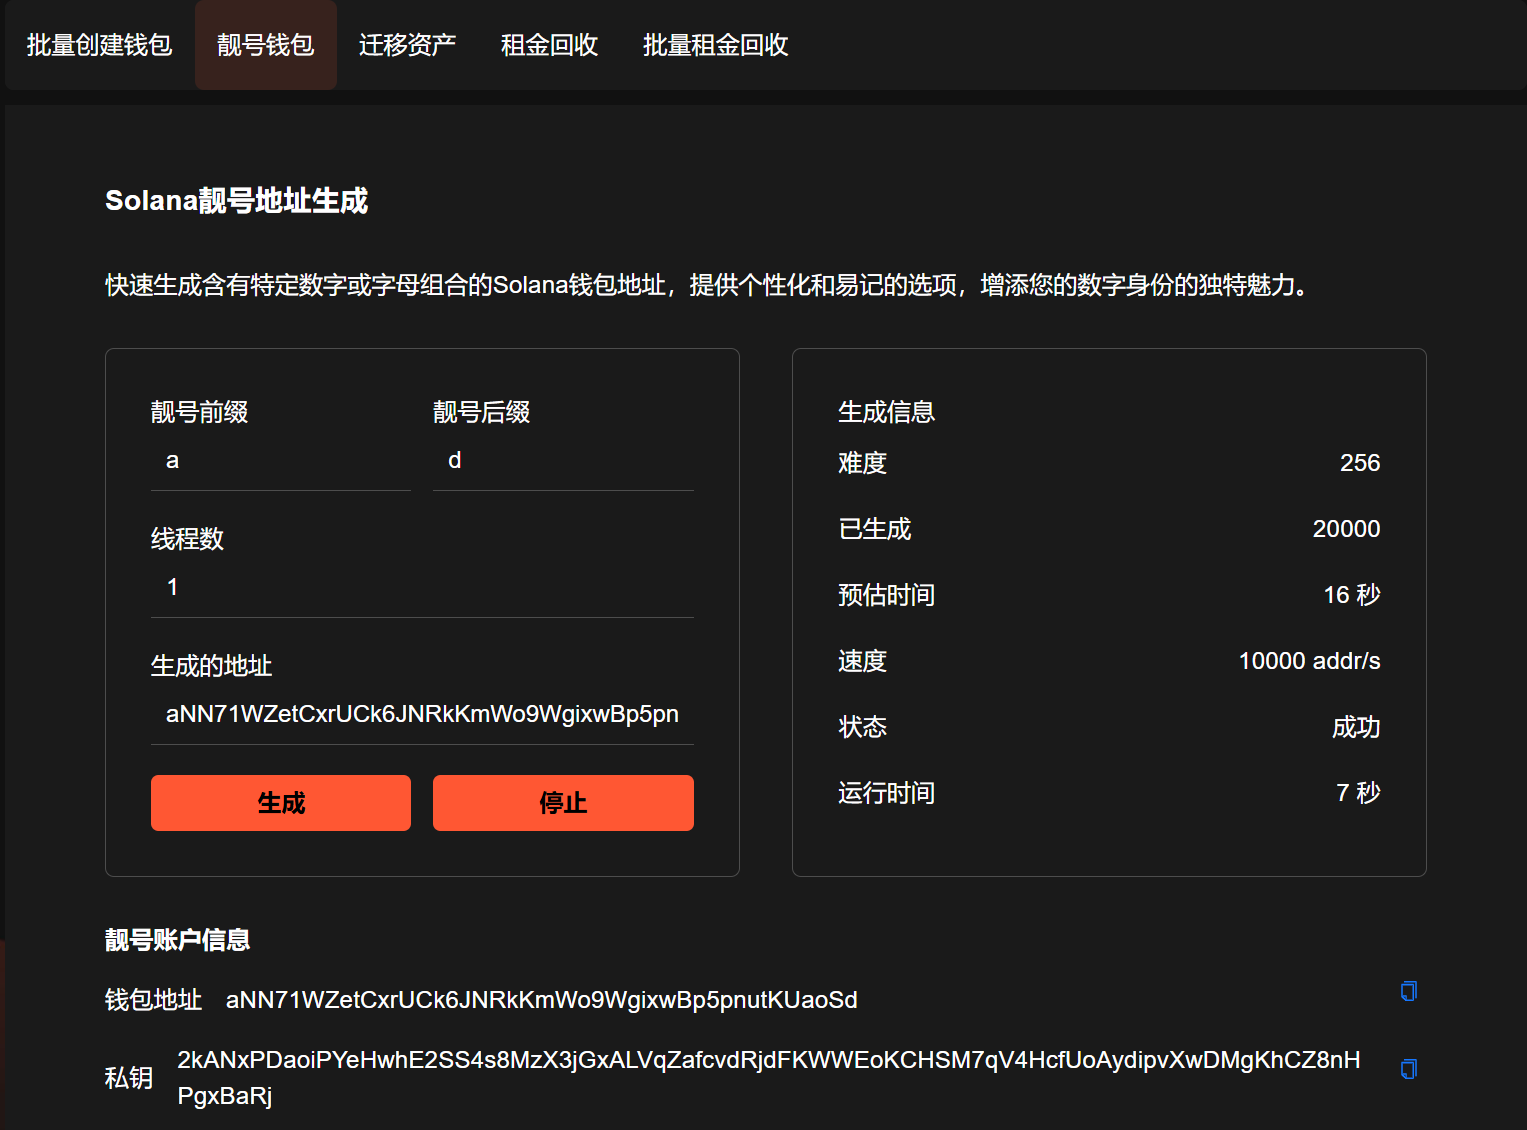 批量创建钱包 靓号钱包 迁移资产 租金回收 批量租金回收
Solana靓号地址生成
快速生成含有特定数字或字母组合的Solana钱包地址，提供个性化和易记的选项，增添您的数字身份的独特魅力。
靓号前缀 靓号后缀
a d
线程数
1
生成的地址
aNN71WZetCxrUCk6JNRkKmWo9WgixwBp5pn
生成 停止
生成信息
难度 256
已生成 20000
预估时间 16 秒
速度 10000 addr/s
状态 成功
运行时间 7 秒
靓号账户信息
钱包地址 aNN71WZetCxrUCk6JNRkKmWo9WgixwBp5pnutKUaoSd
私钥 2kANxPDaoiPYeHwhE2SS4s8MzX3jGxALVqZafcvdRjdFKWWEoKCHSM7qV4HcfUoAydipvXwDMgKhCZ8nH
PgxBaRj